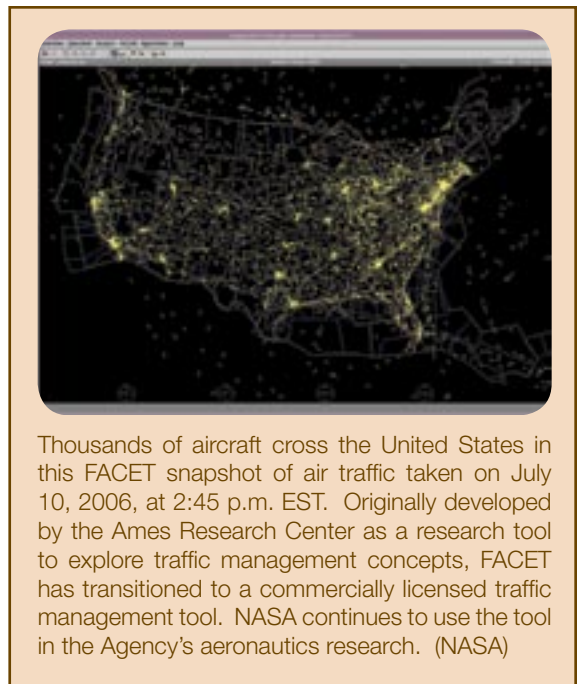 Thousands of aircraft cross the United States in
this FACET snapshot of air traffic taken on July
10, 2006, at 2:45 p.m. EST. Originally developed
by the Ames Research Center as a research tool
to explore traffic management concepts, FACET
has transitioned to a commercially licensed traffic
management tool. NASA continues to use the tool
in the Agency's aeronautics research. (NASA)